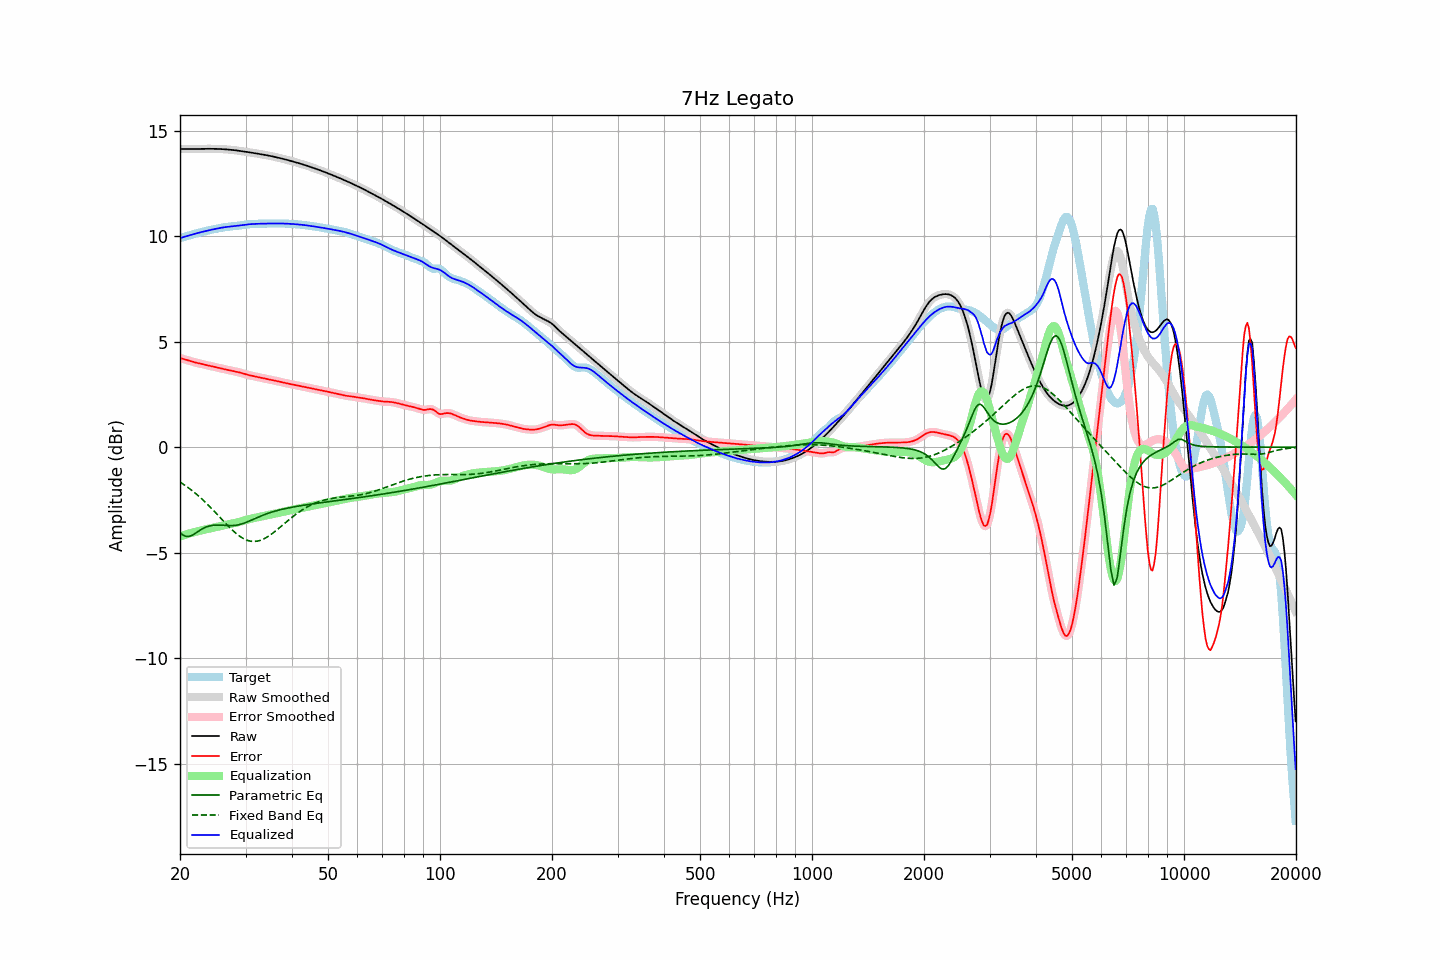 7Hz Legato
15
10
5
0
−5
−10
−15
Amplitude (dBr)
Target
Raw Smoothed
Error Smoothed
Raw
Error
Equalization
Parametric Eq
Fixed Band Eq
Equalized
20 50 100 200 500 1000 2000 5000 10000 20000
Frequency (Hz)